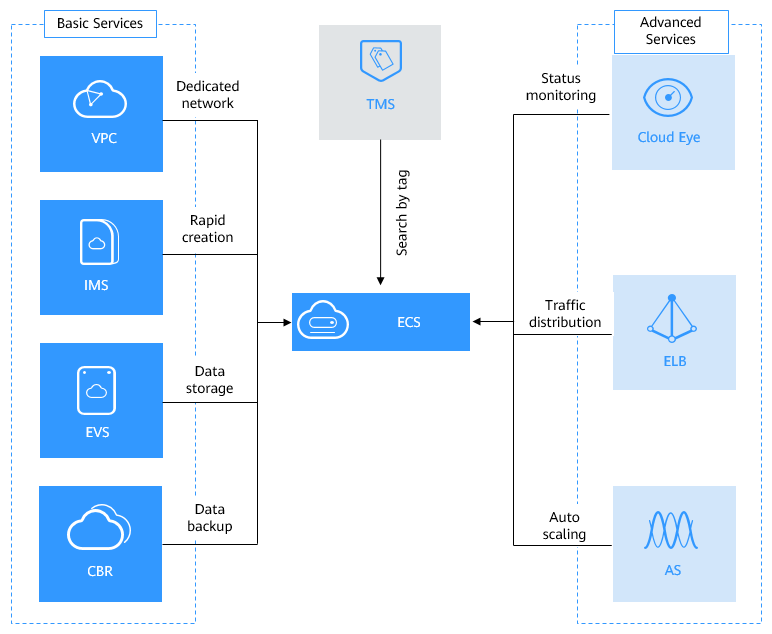 Basic Services
Advanced
Services
TMS
Search by tag
Dedicated
network
VPC
Status
monitoring
Cloud Eye
Rapid
creation
IMS
ECS
Traffic
distribution
ELB
Data
storage
EVS
Data
backup
CBR
Auto
scaling
AS